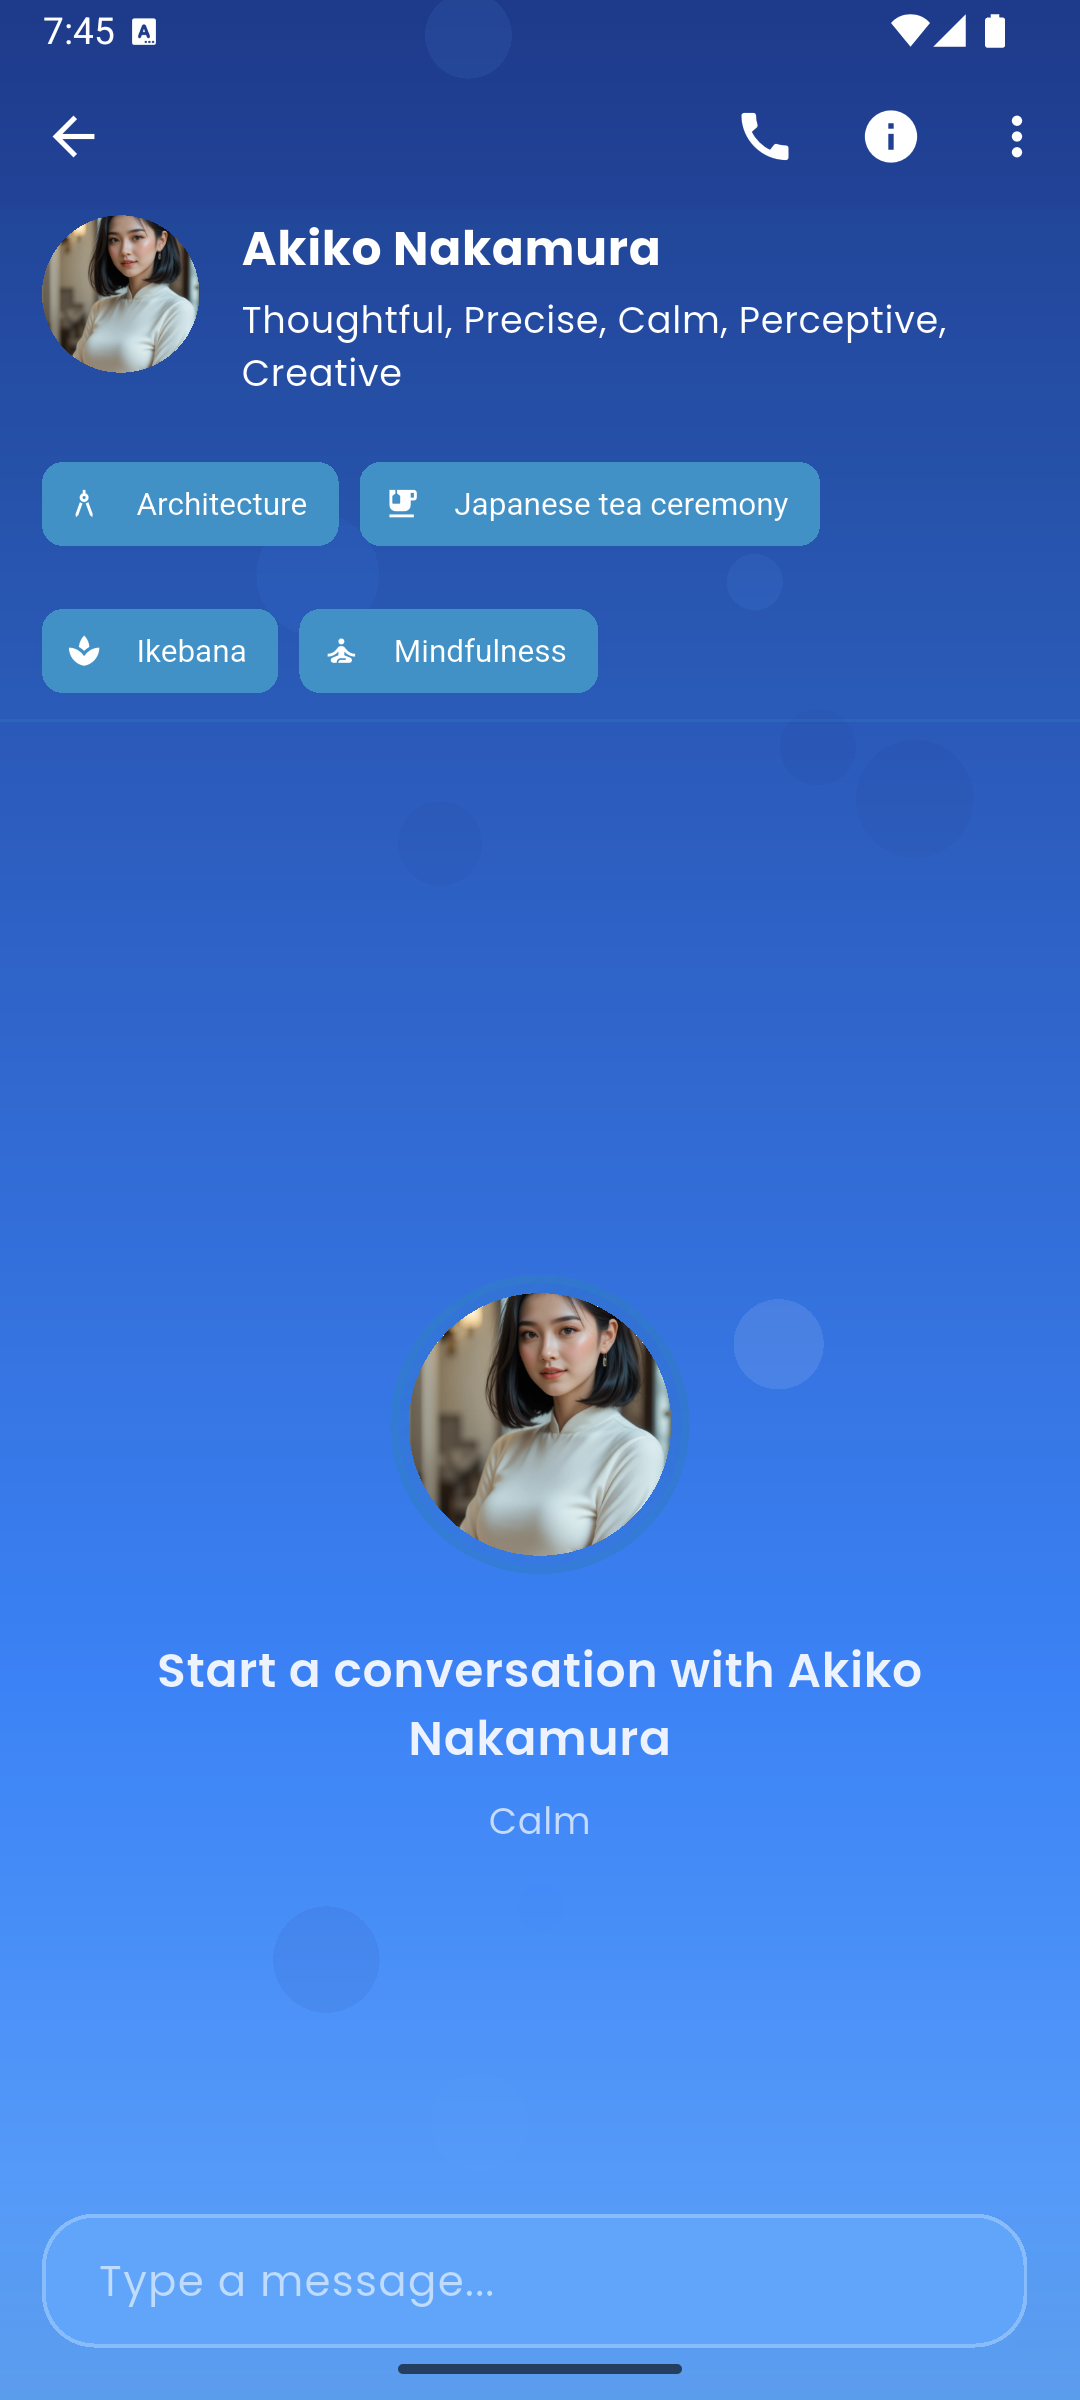 7:45
Akiko Nakamura
Thoughtful, Precise, Calm, Perceptive,
Creative
Architecture
Japanese tea ceremony
Ikebana
Mindfulness
Start a conversation with Akiko
Nakamura
Calm
Type a message...